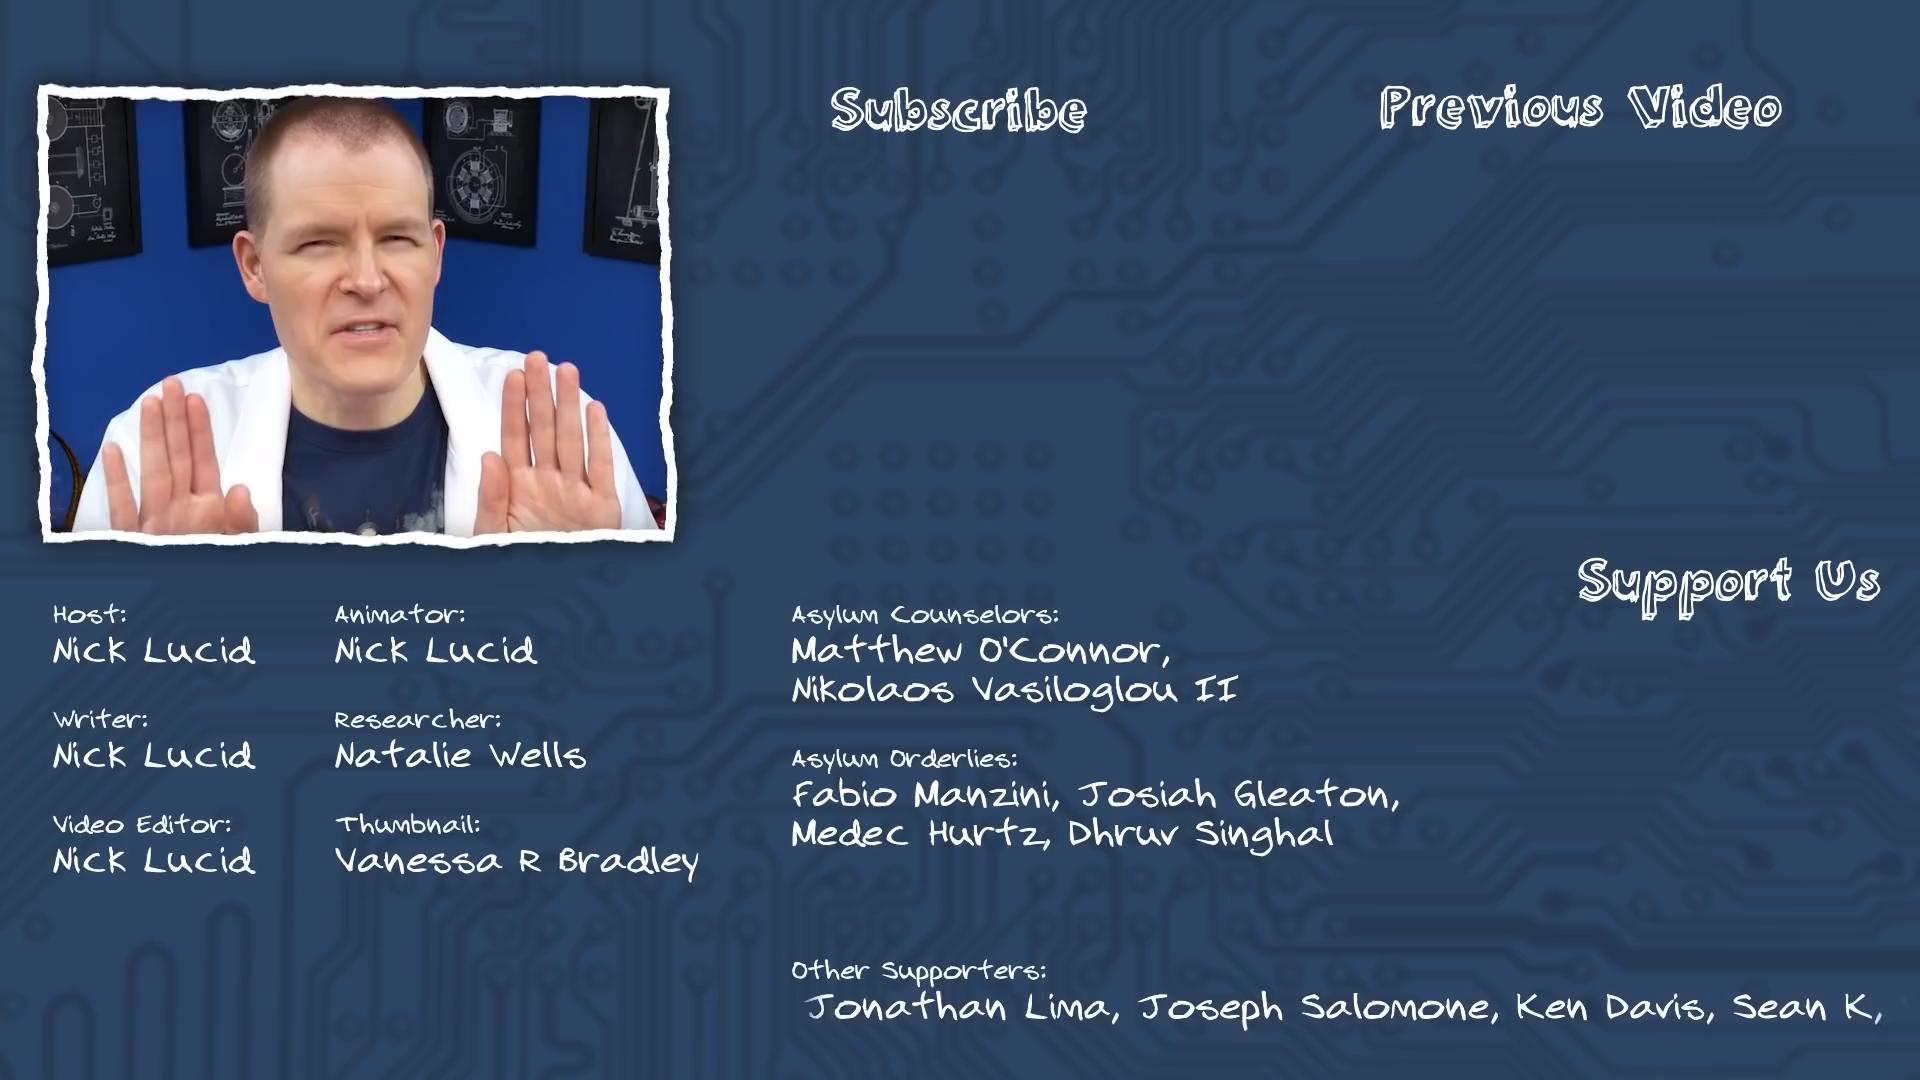 Subscribe
Previous Video
Support Us
Host:
Nick Lucid
Animator:
Nick Lucid
Writer:
Nick Lucid
Researcher:
Natalie Wells
Video Editor:
Nick Lucid
Thumbnail:
Vanessa R Bradley
Asylum Counselors:
Matthew O'Connor,
Nikolaos Vasiloglou II
Asylum Orderlies:
Fabio Manzini, Josiah Gleaton,
Medec Hurtz, Dhruv Singhal
Other Supporters:
Jonathan Lima, Joseph Salomone, Ken Davis, Sean K,